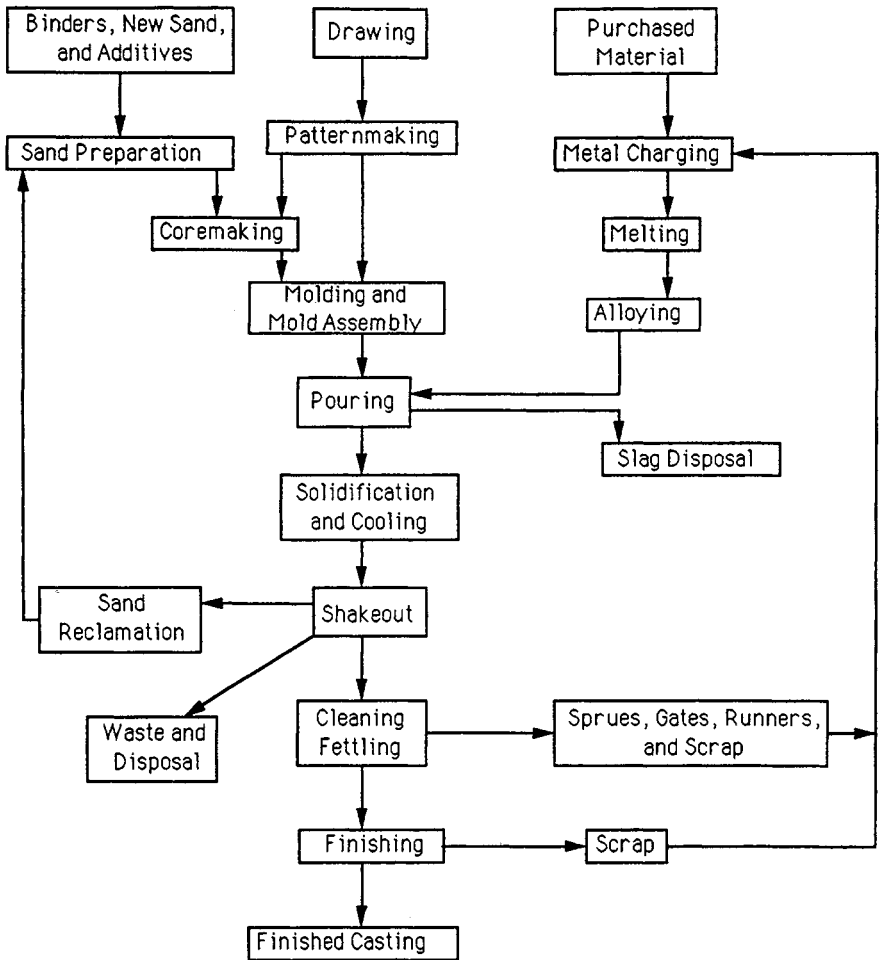 Binders, New Sand,
and Additives
Drawing
Purchased
Material
Sand Preparation
Patternmaking
Metal Charging
Coremaking
Melting
Molding and
Mold Assembly
Alloying
Pouring
Slag Disposal
Solidification
and Cooling
Sand
Reclamation
Shakeout
Waste and
Disposal
Cleaning
Fettling
Sprues, Gates, Runners,
and Scrap
Finishing
Scrap
Finished Casting